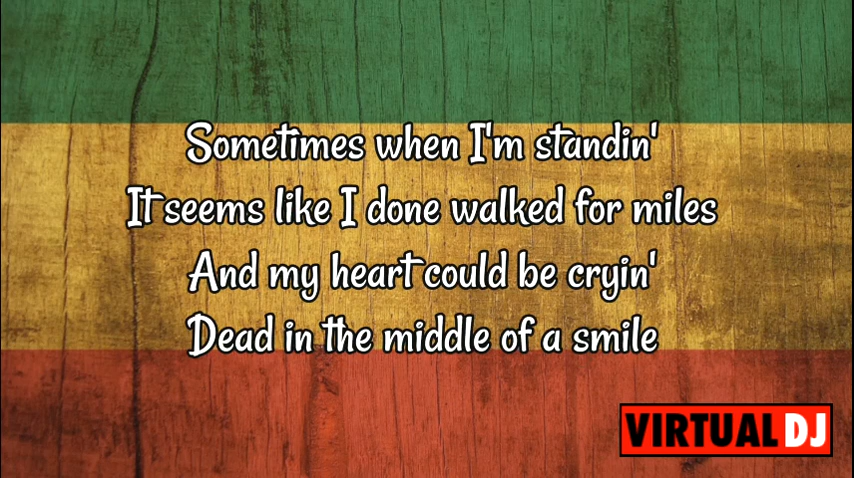 Sometimes when I'm standin'
It seems like I done walked for miles
And my heart could be cryin'
Dead in the middle of a smile
VIRTUAL DJ